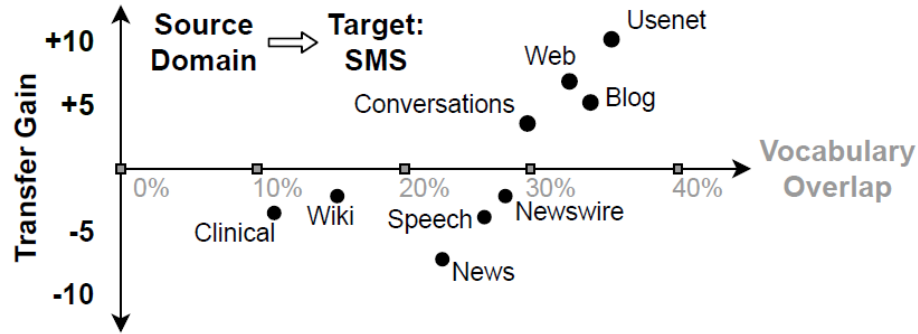 Source
Domain
Target:
SMS
Usenet
Web
Blog
Conversations
+10
+5
-5
-10
Transfer Gain
0%
10%
20%
30%
40%
Vocabulary
Overlap
Clinical
Wiki
Speech
Newswire
News